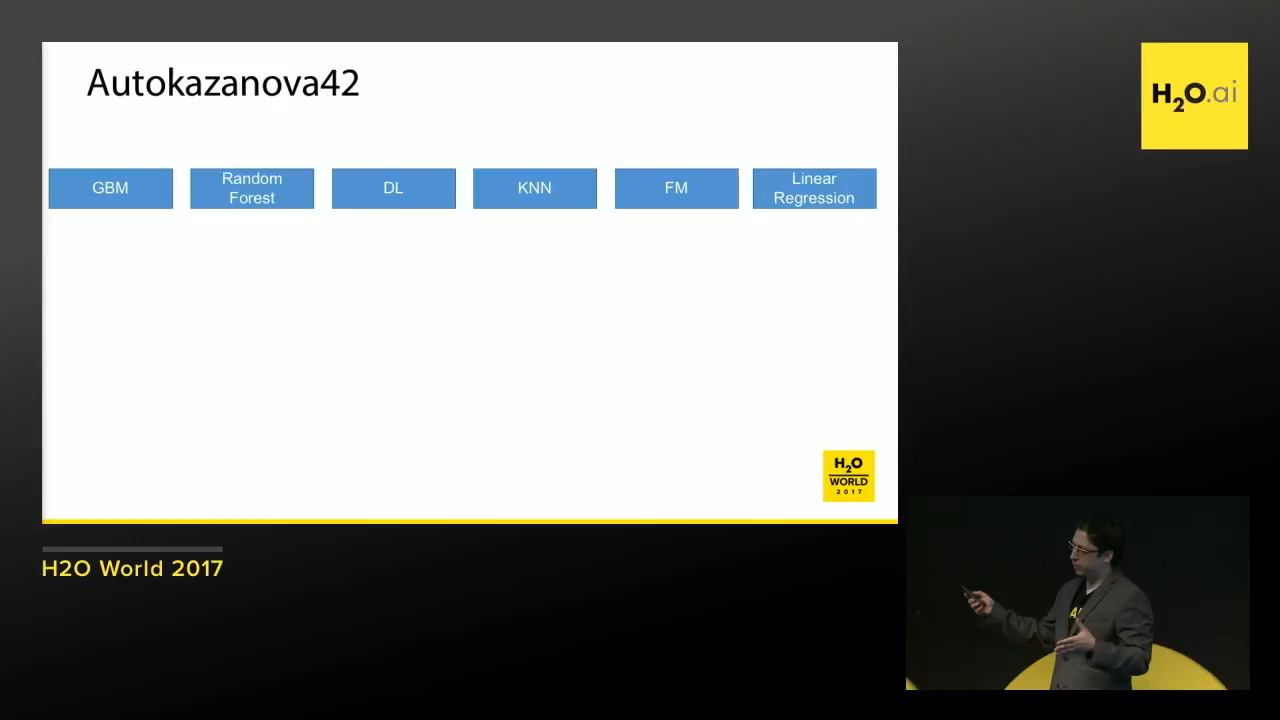 Autokazanova42
H2O.ai
GBM
Random
Forest
DL
KNN
FM
Linear
Regression
H2O
WORLD
2017
H2O World 2017